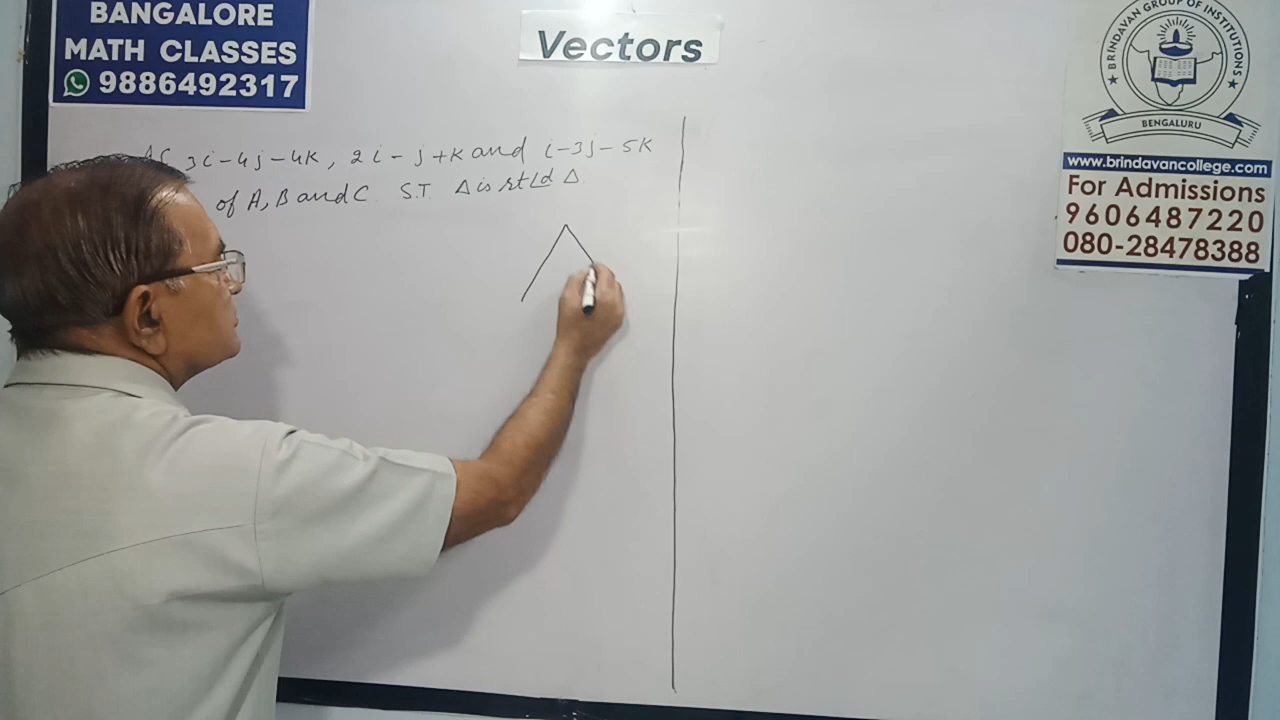 BANGALORE
MATH CLASSES
9886492317
Vectors
3i-4j-4k, 2i-j+k and i-3j-5k
of A, B and C S.T. Δ is rt∠d Δ
BRINDAVAN GROUP OF INSTITUTIONS
BENGALURU
www.brindavancollege.com
For Admissions
9606487220
080-28478388